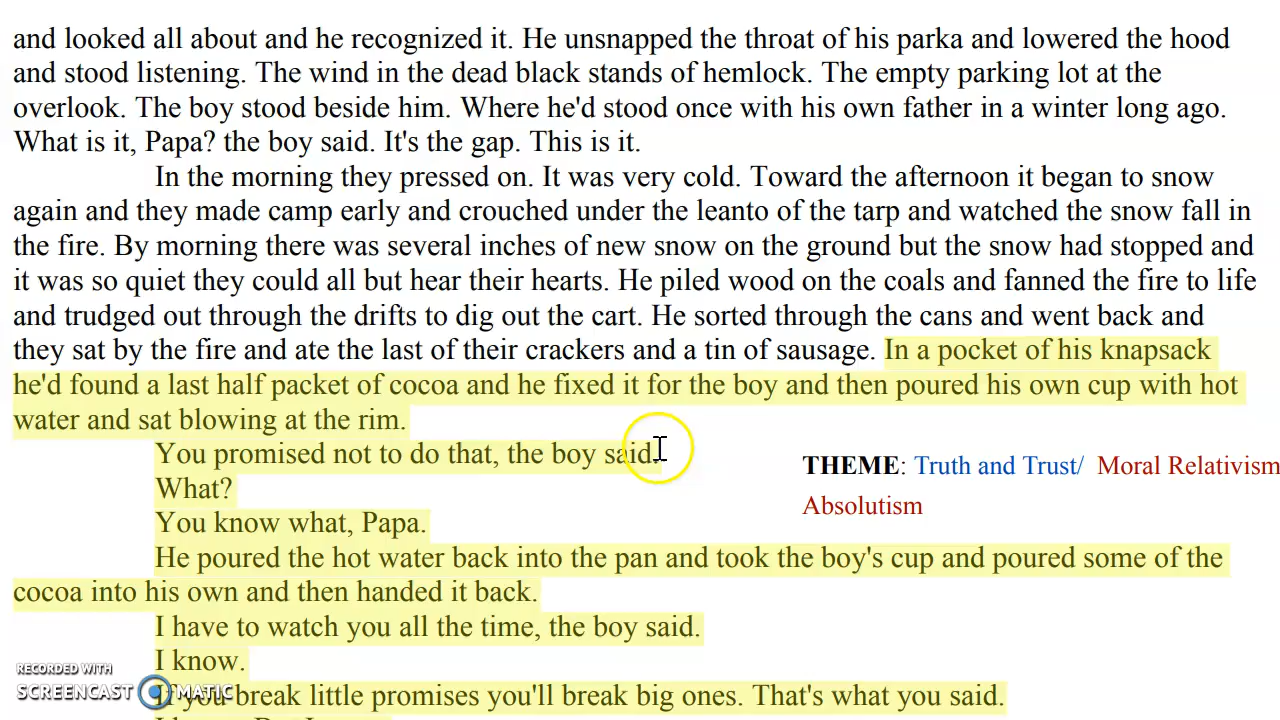 and looked all about and he recognized it. He unsnapped the throat of his parka and lowered the hood
and stood listening. The wind in the dead black stands of hemlock. The empty parking lot at the
overlook. The boy stood beside him. Where he'd stood once with his own father in a winter long ago.
What is it, Papa? the boy said. It's the gap. This is it.
In the morning they pressed on. It was very cold. Toward the afternoon it began to snow
again and they made camp early and crouched under the leanto of the tarp and watched the snow fall in
the fire. By morning there was several inches of new snow on the ground but the snow had stopped and
it was so quiet they could all but hear their hearts. He piled wood on the coals and fanned the fire to life
and trudged out through the drifts to dig out the cart. He sorted through the cans and went back and
they sat by the fire and ate the last of their crackers and a tin of sausage. In a pocket of his knapsack
he'd found a last half packet of cocoa and he fixed it for the boy and then poured his own cup with hot
water and sat blowing at the rim.
You promised not to do that, the boy said.
What?
THEME: Truth and Trust/ Moral Relativism
Absolutism
You know what, Papa.
He poured the hot water back into the pan and took the boy's cup and poured some of the
cocoa into his own and then handed it back.
I have to watch you all the time, the boy said.
I know.
If you break little promises you'll break big ones. That's what you said.
RECORDED WITH
SCREENCAST MATIC